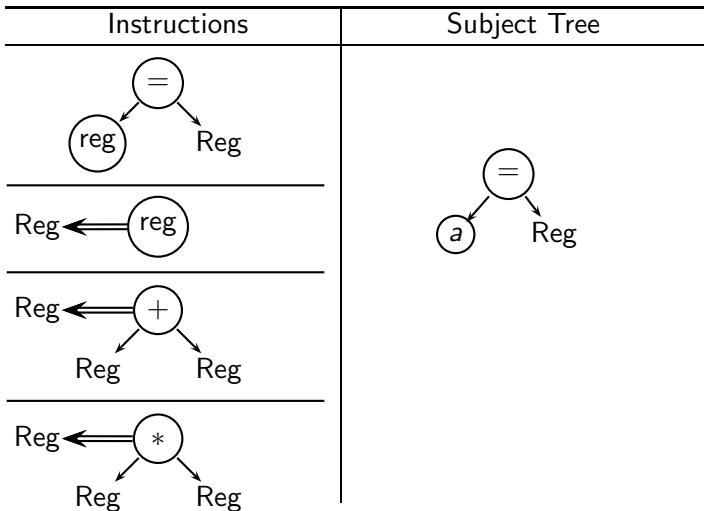 Instructions Subject Tree
=
reg Reg
Reg reg
Reg +
Reg Reg
Reg *
Reg Reg
=
a Reg